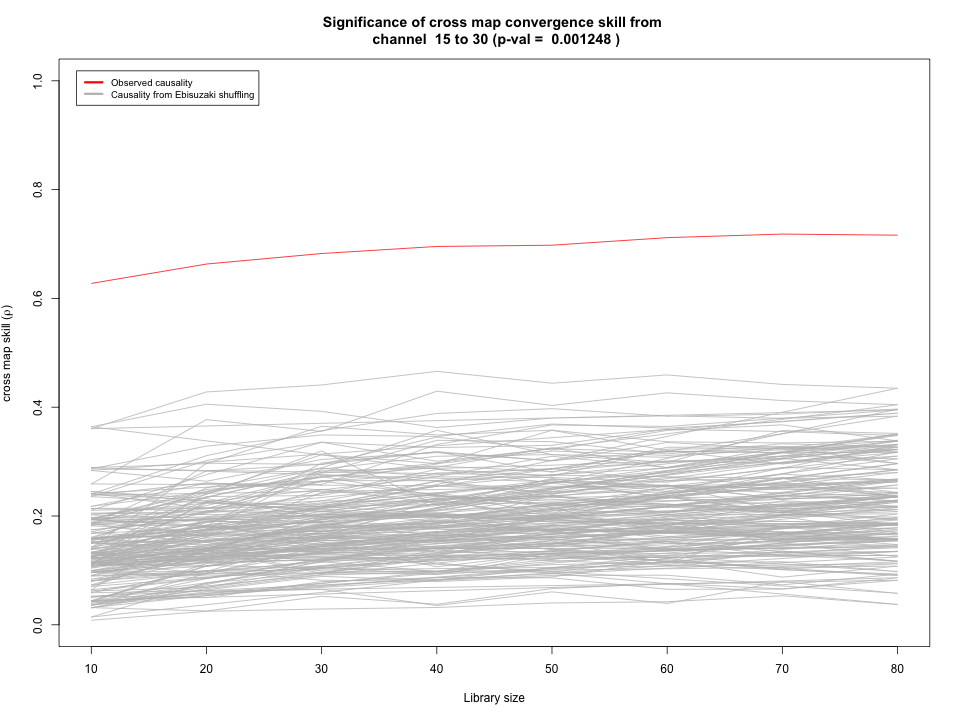 Significance of cross map convergence skill from
channel  15 to 30 (p-val =  0.001248 )
Observed causality
Causality from Ebisuzaki shuffling
1.0
0.8
0.6
0.4
0.2
0.0
cross map skill (ρ)
10 20 30 40 50 60 70 80
Library size